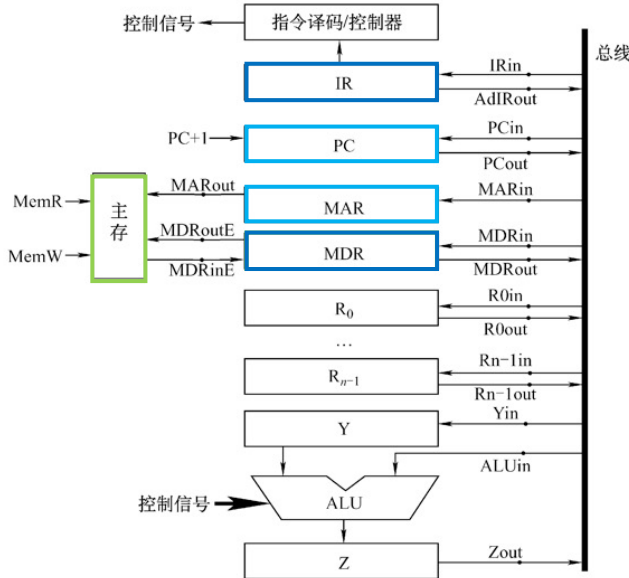 控制信号
指令译码/控制器
总线
IRin
IR
AdIRout
PC+1
PCin
PC
PCout
MemR
主存
MARout
MARin
MAR
MemW
MDRoutE
MDRin
MDR
MDRinE
MDRout
R0in
R0
R0out
…
Rn−1in
Rn−1
Rn−1out
Yin
Y
ALUin
控制信号
ALU
Z
Zout